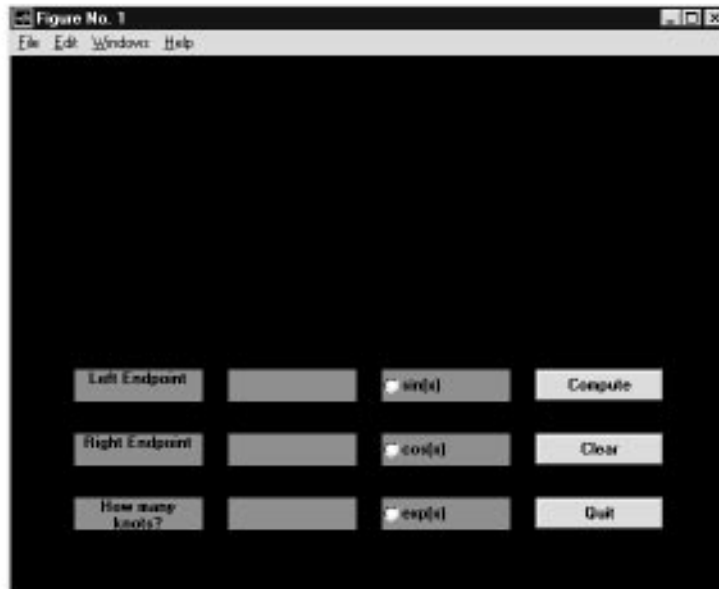 Figure No. 1
File Edit Windows Help
Left Endpoint
sin(x)
Compute
Right Endpoint
cos(x)
Clear
How many
knots?
exp(x)
Quit